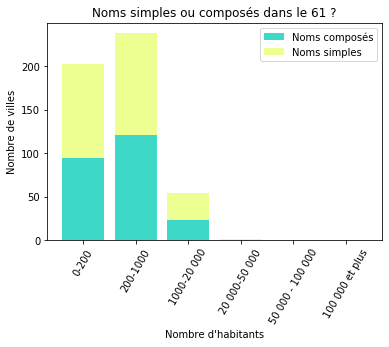 Noms simples ou composés dans le 61 ?
Noms composés
Noms simples
Nombre de villes
200
150
100
50
0
0-200
200-1000
1000-20 000
20 000-50 000
50 000 - 100 000
100 000 et plus
Nombre d'habitants